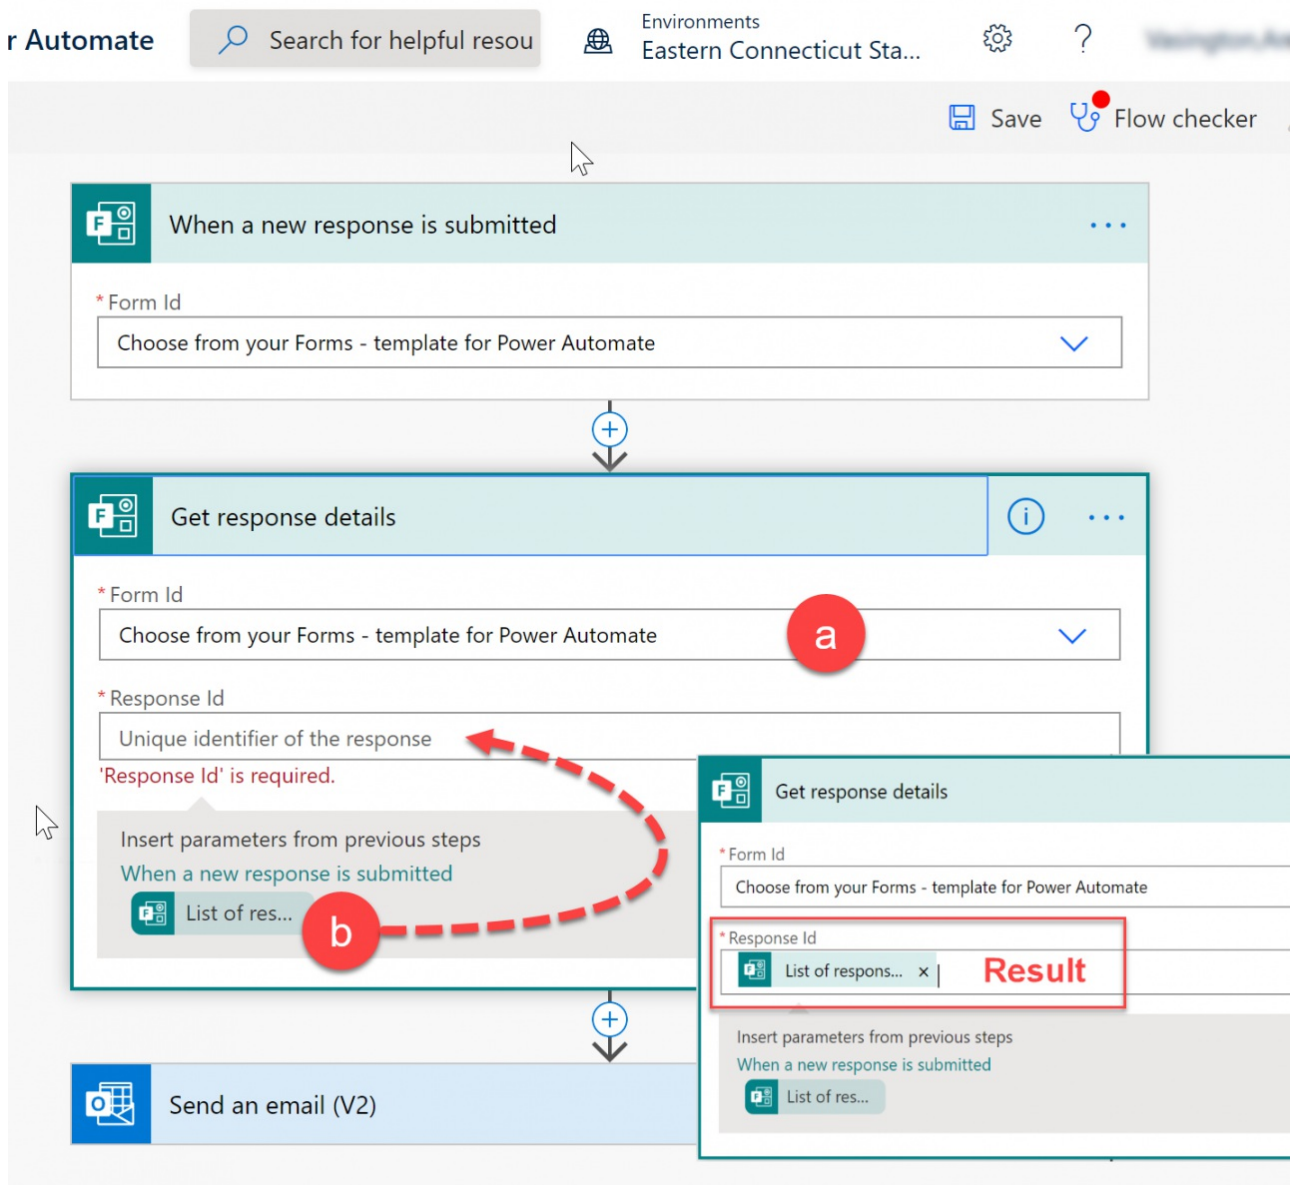 r Automate
Search for helpful resou
Environments
Eastern Connecticut Sta...
?
Save
Flow checker
When a new response is submitted
* Form Id
Choose from your Forms - template for Power Automate
Get response details
* Form Id
Choose from your Forms - template for Power Automate
a
* Response Id
Unique identifier of the response
'Response Id' is required.
Insert parameters from previous steps
When a new response is submitted
List of res...
b
Send an email (V2)
Get response details
* Form Id
Choose from your Forms - template for Power Automate
* Response Id
List of respons... ×
Result
Insert parameters from previous steps
When a new response is submitted
List of res...